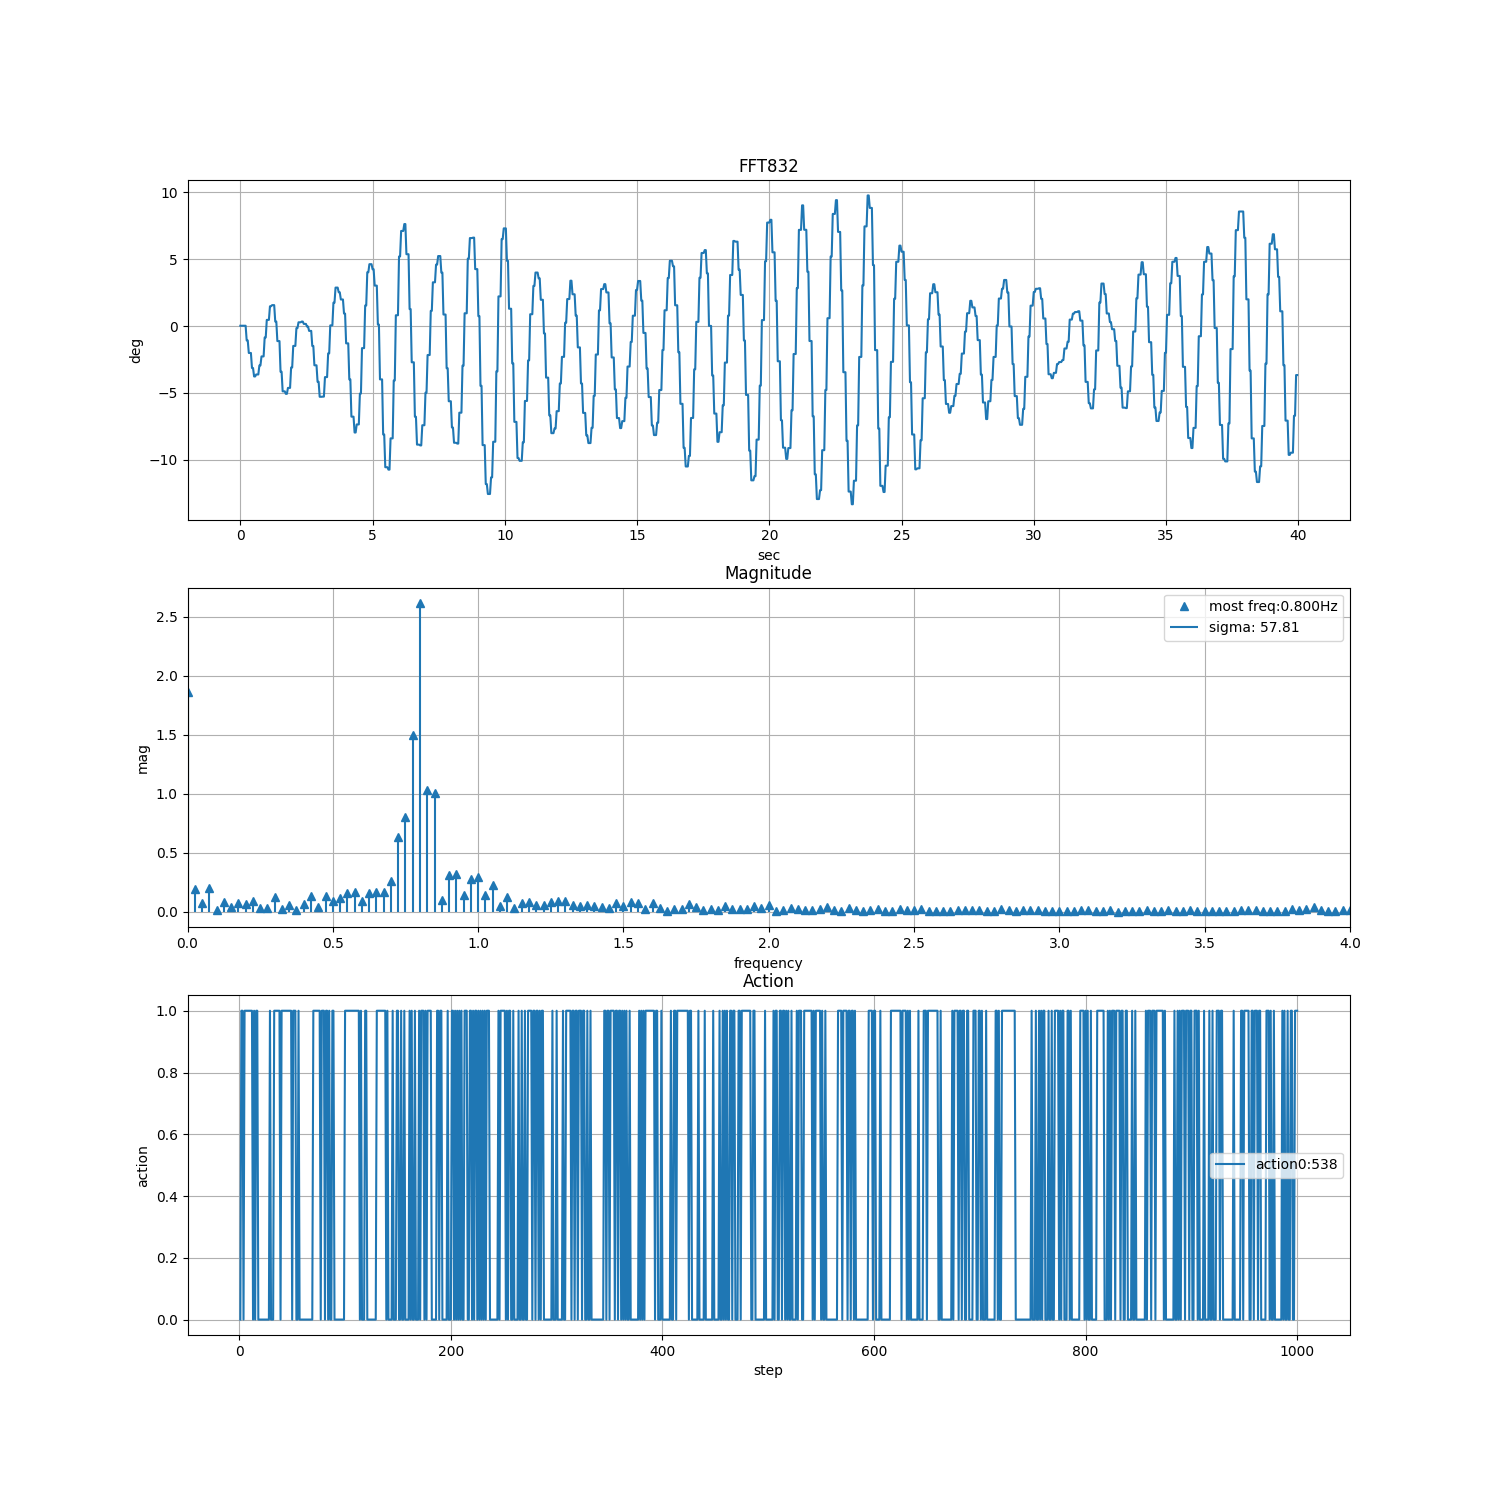 FFT832
10
5
0
−5
−10
deg
0 5 10 15 20 25 30 35 40
sec
Magnitude
most freq:0.800Hz
sigma: 57.81
2.5
2.0
1.5
1.0
0.5
0.0
mag
0.0 0.5 1.0 1.5 2.0 2.5 3.0 3.5 4.0
frequency
Action
1.0
0.8
0.6
0.4
0.2
0.0
action
action0:538
0 200 400 600 800 1000
step